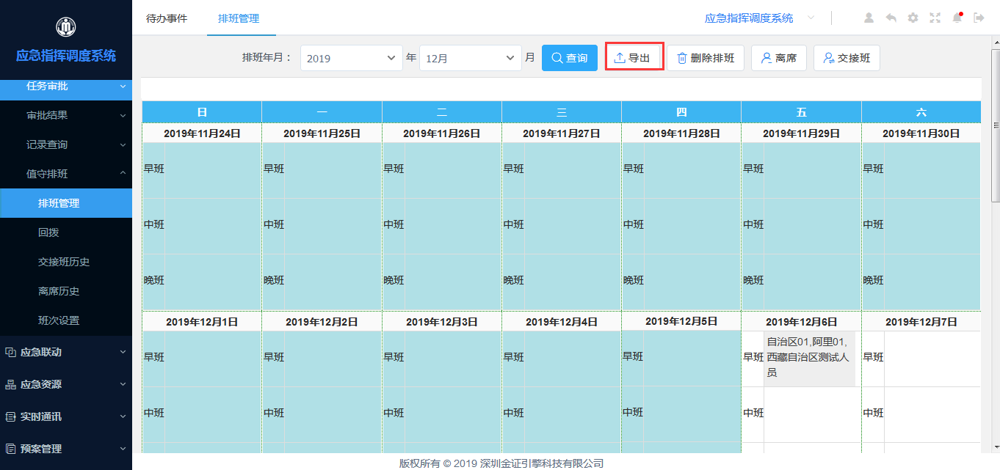 应急指挥调度系统
任务审批
审批结果
记录查询
值守排班
排班管理
回拨
交接班历史
离席历史
班次设置
应急联动
应急资源
实时通讯
预案管理
待办事件 排班管理 应急指挥调度系统
排班年月： 2019 年 12月 月 查询 导出 删除排班 离席 交接班
日 一 二 三 四 五 六
2019年11月24日 2019年11月25日 2019年11月26日 2019年11月27日 2019年11月28日 2019年11月29日 2019年11月30日
早班 早班 早班 早班 早班 早班 早班
中班 中班 中班 中班 中班 中班 中班
晚班 晚班 晚班 晚班 晚班 晚班 晚班
2019年12月1日 2019年12月2日 2019年12月3日 2019年12月4日 2019年12月5日 2019年12月6日 2019年12月7日
早班 早班 早班 早班 早班 早班 自治区01,阿里01,
西藏自治区测试人
员 早班
中班 中班 中班 中班 中班 中班 中班
版权所有 © 2019 深圳金证引擎科技有限公司